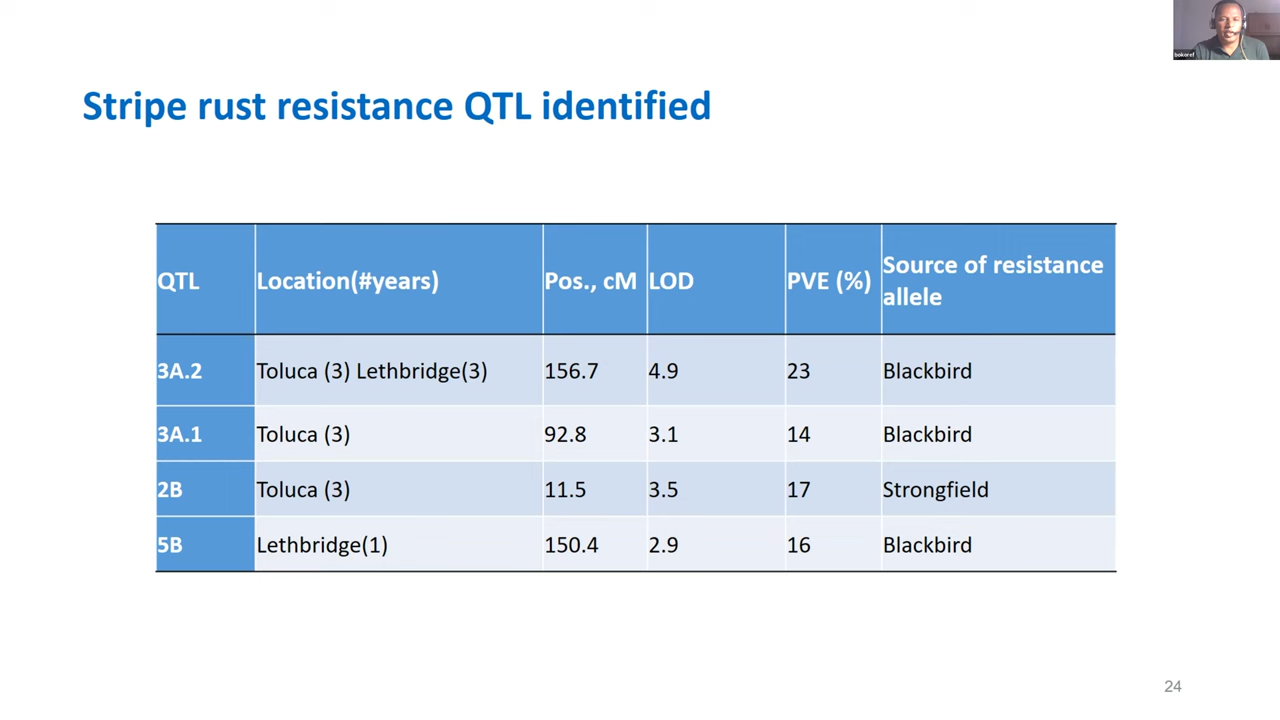 bokoref
Stripe rust resistance QTL identified
QTL Location(#years) Pos., cM LOD PVE (%) Source of resistance allele
3A.2 Toluca (3) Lethbridge(3) 156.7 4.9 23 Blackbird
3A.1 Toluca (3) 92.8 3.1 14 Blackbird
2B Toluca (3) 11.5 3.5 17 Strongfield
5B Lethbridge(1) 150.4 2.9 16 Blackbird
24